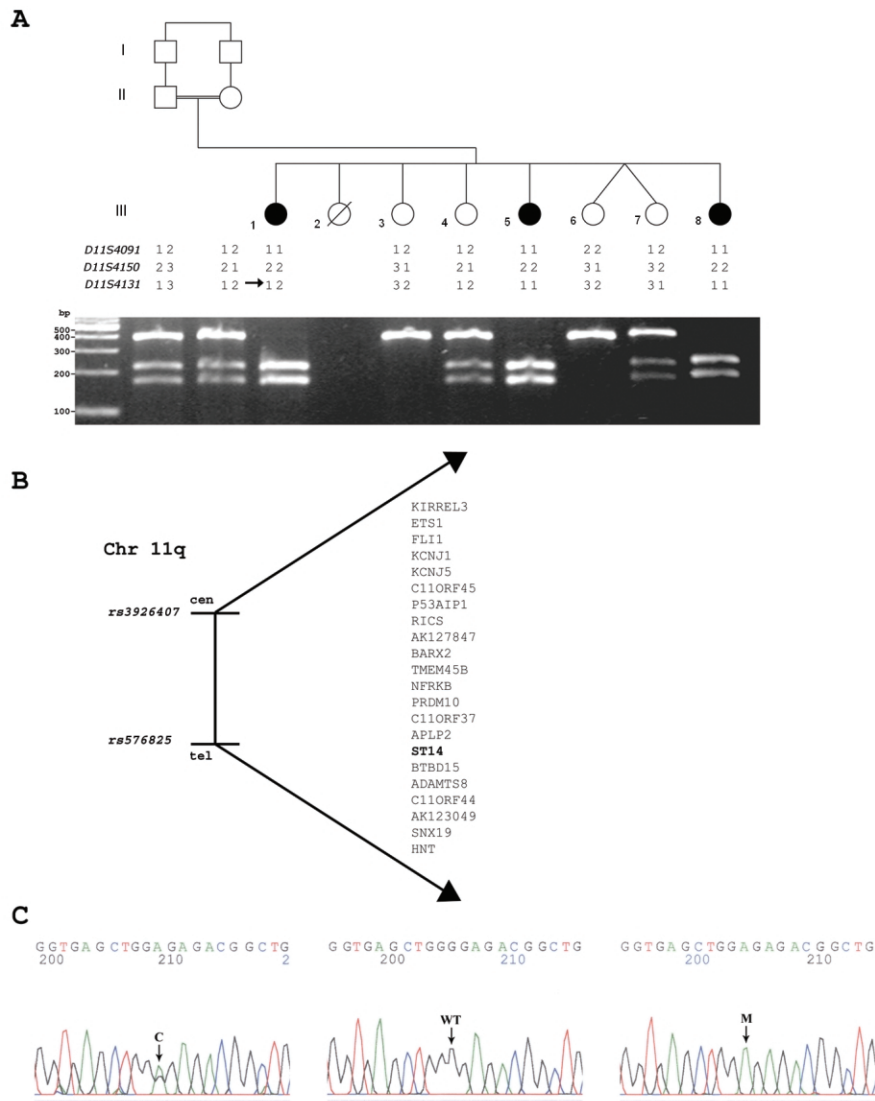 A
I
II
III
1 2 3 4 5 6 7 8
D11S4091 1 2 1 2 1 1 1 2 1 2 1 1 2 2 1 2 1 1
D11S4150 2 3 2 1 2 2 3 1 2 1 2 2 3 1 3 2 2 2
D11S4131 1 3 1 2 1 2 3 2 1 2 1 1 3 2 3 1 1 1
bp
500
400
300
200
100
B
Chr 11q
cen
rs3926407
rs576825
tel
KIRREL3
ETS1
FLI1
KCNJ1
KCNJ5
C11ORF45
P53AIP1
RICS
AK127847
BARX2
TMEM45B
NFRKB
PRDM10
C11ORF37
APLP2
ST14
BTBD15
ADAMTS8
C11ORF44
AK123049
SNX19
HNT
C
GGTGAGCTGGAGAGACGGCTG
200 210 2
C
GGTGAGCTGGGGAGACGGCTG
200 210
WT
GGTGAGCTGGAGAGACGGCTG
200 210
M